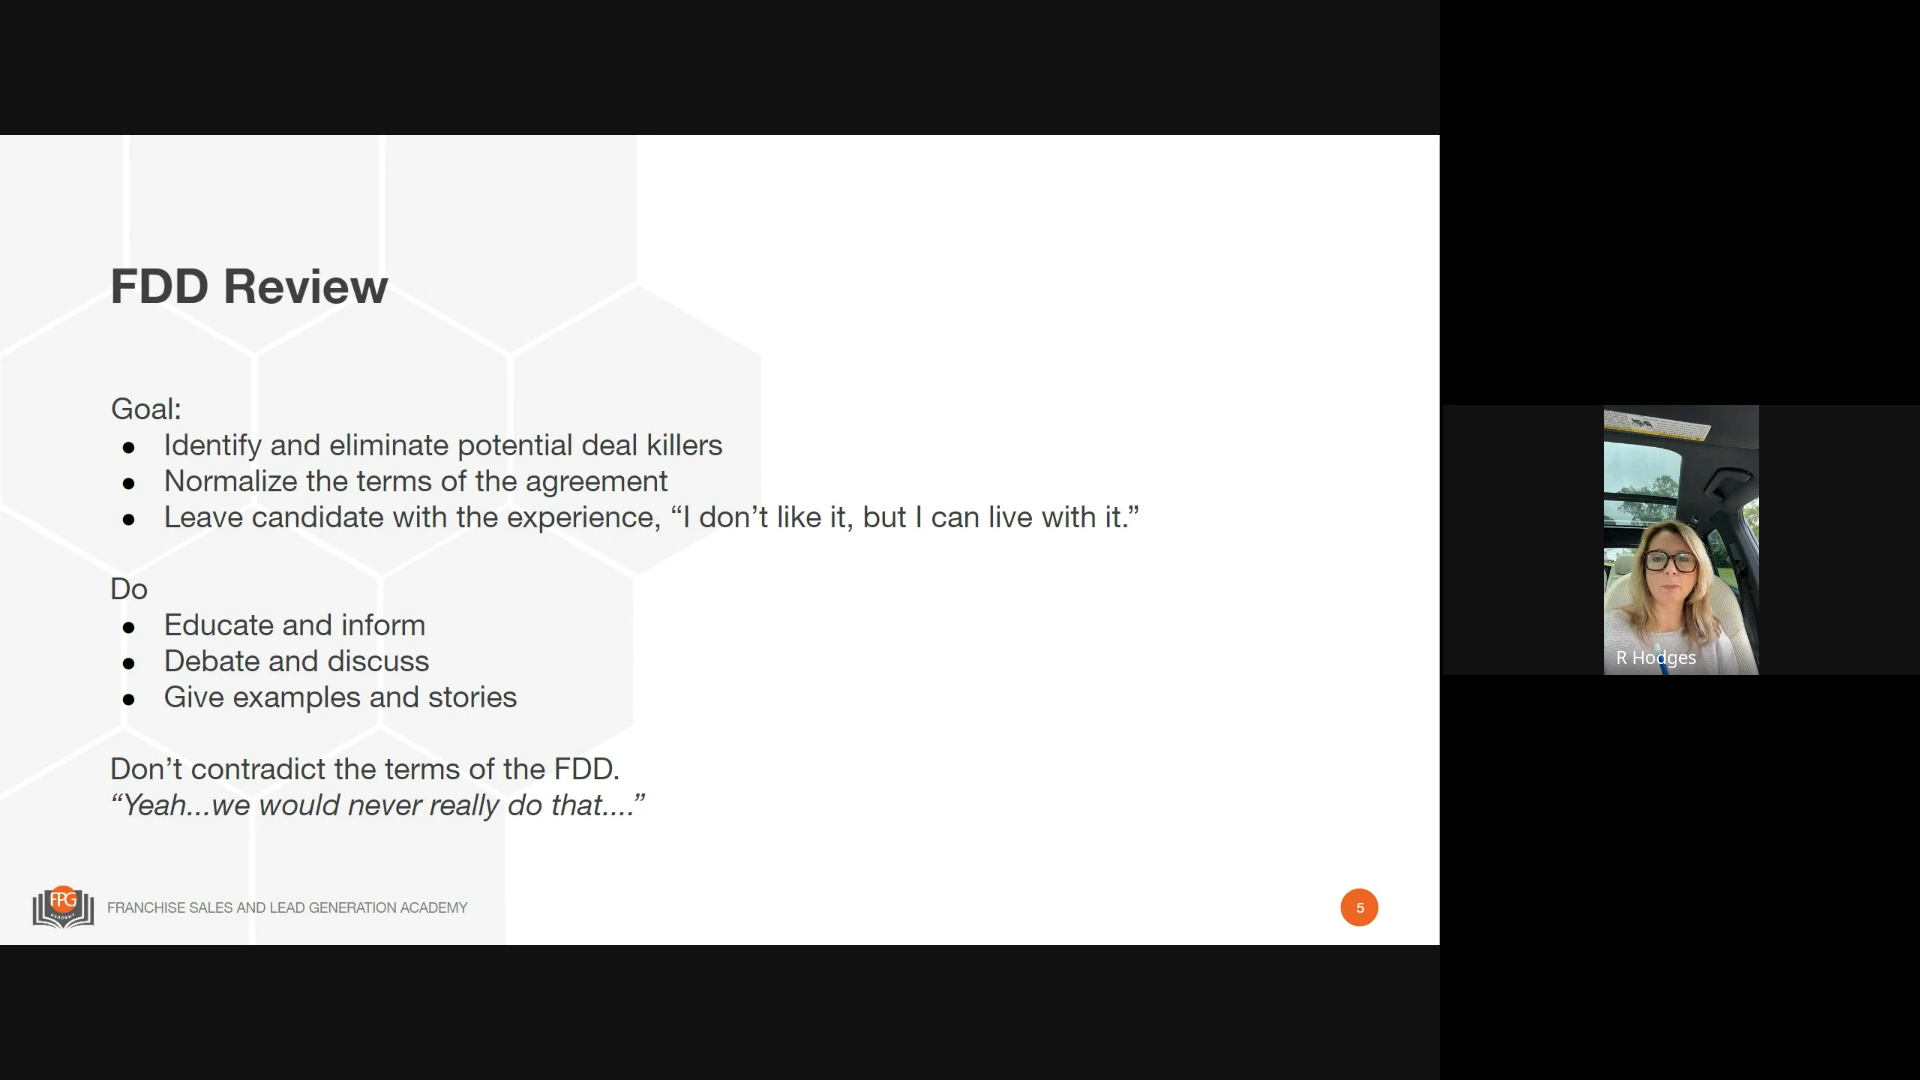 FDD Review
Goal:
● Identify and eliminate potential deal killers
● Normalize the terms of the agreement
● Leave candidate with the experience, “I don’t like it, but I can live with it.”
Do
● Educate and inform
● Debate and discuss
● Give examples and stories
Don’t contradict the terms of the FDD.
“Yeah...we would never really do that....”
FPG
ACADEMY
FRANCHISE SALES AND LEAD GENERATION ACADEMY
5
R Hodges